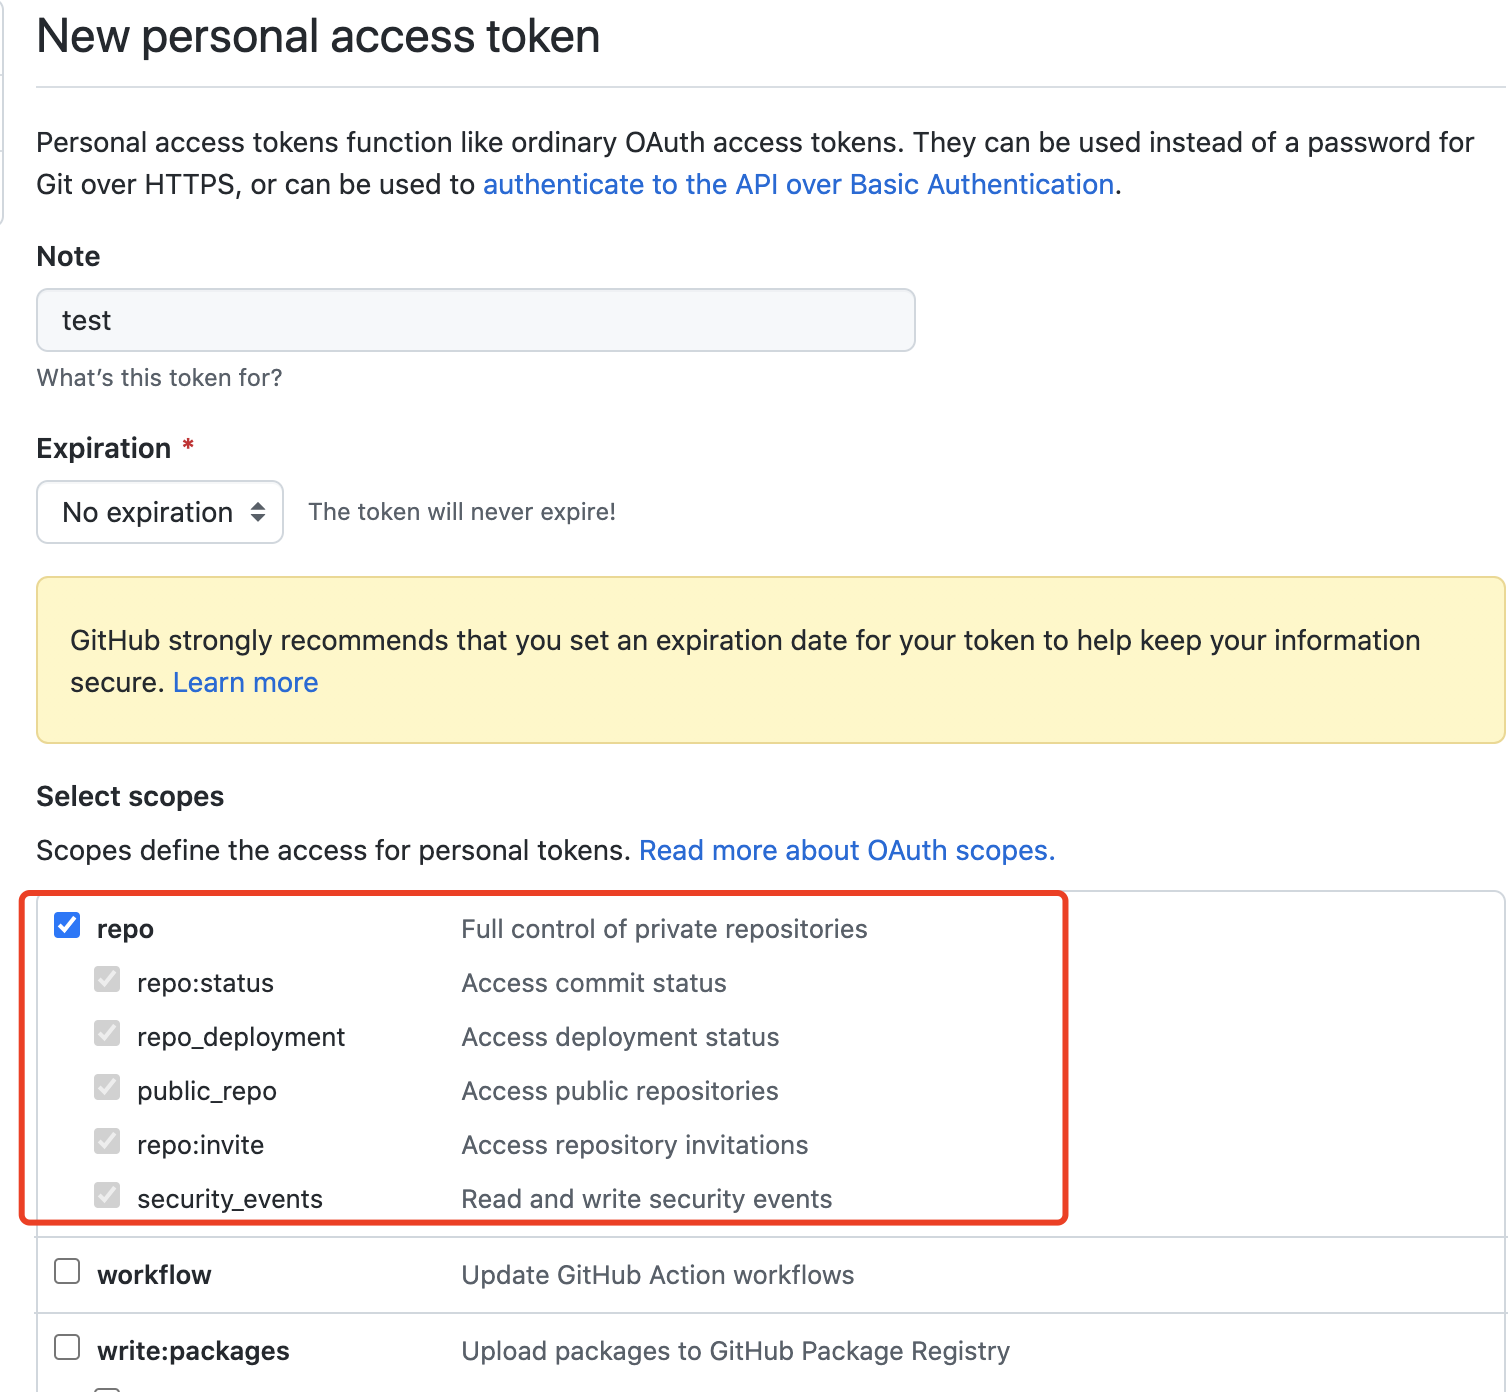 New personal access token
Personal access tokens function like ordinary OAuth access tokens. They can be used instead of a password for
Git over HTTPS, or can be used to authenticate to the API over Basic Authentication.
Note
test
What's this token for?
Expiration *
No expiration The token will never expire!
GitHub strongly recommends that you set an expiration date for your token to help keep your information
secure. Learn more
Select scopes
Scopes define the access for personal tokens. Read more about OAuth scopes.
repo Full control of private repositories
repo:status Access commit status
repo_deployment Access deployment status
public_repo Access public repositories
repo:invite Access repository invitations
security_events Read and write security events
workflow Update GitHub Action workflows
write:packages Upload packages to GitHub Package Registry